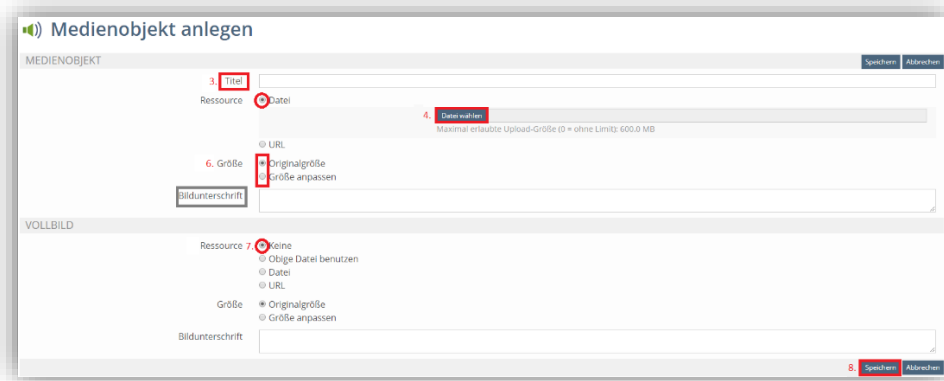 Medienobjekt anlegen
MEDIENOBJEKT
Speichern Abbrechen
3. Titel
Ressource Datei
4. Datei wählen
Maximal erlaubte Upload-Größe (0 = ohne Limit): 600.0 MB
URL
6. Größe Originalgröße
Größe anpassen
Bildunterschrift
VOLLBILD
Ressource 7. Keine
Obige Datei benutzen
Datei
URL
Größe Originalgröße
Größe anpassen
Bildunterschrift
8. Speichern Abbrechen